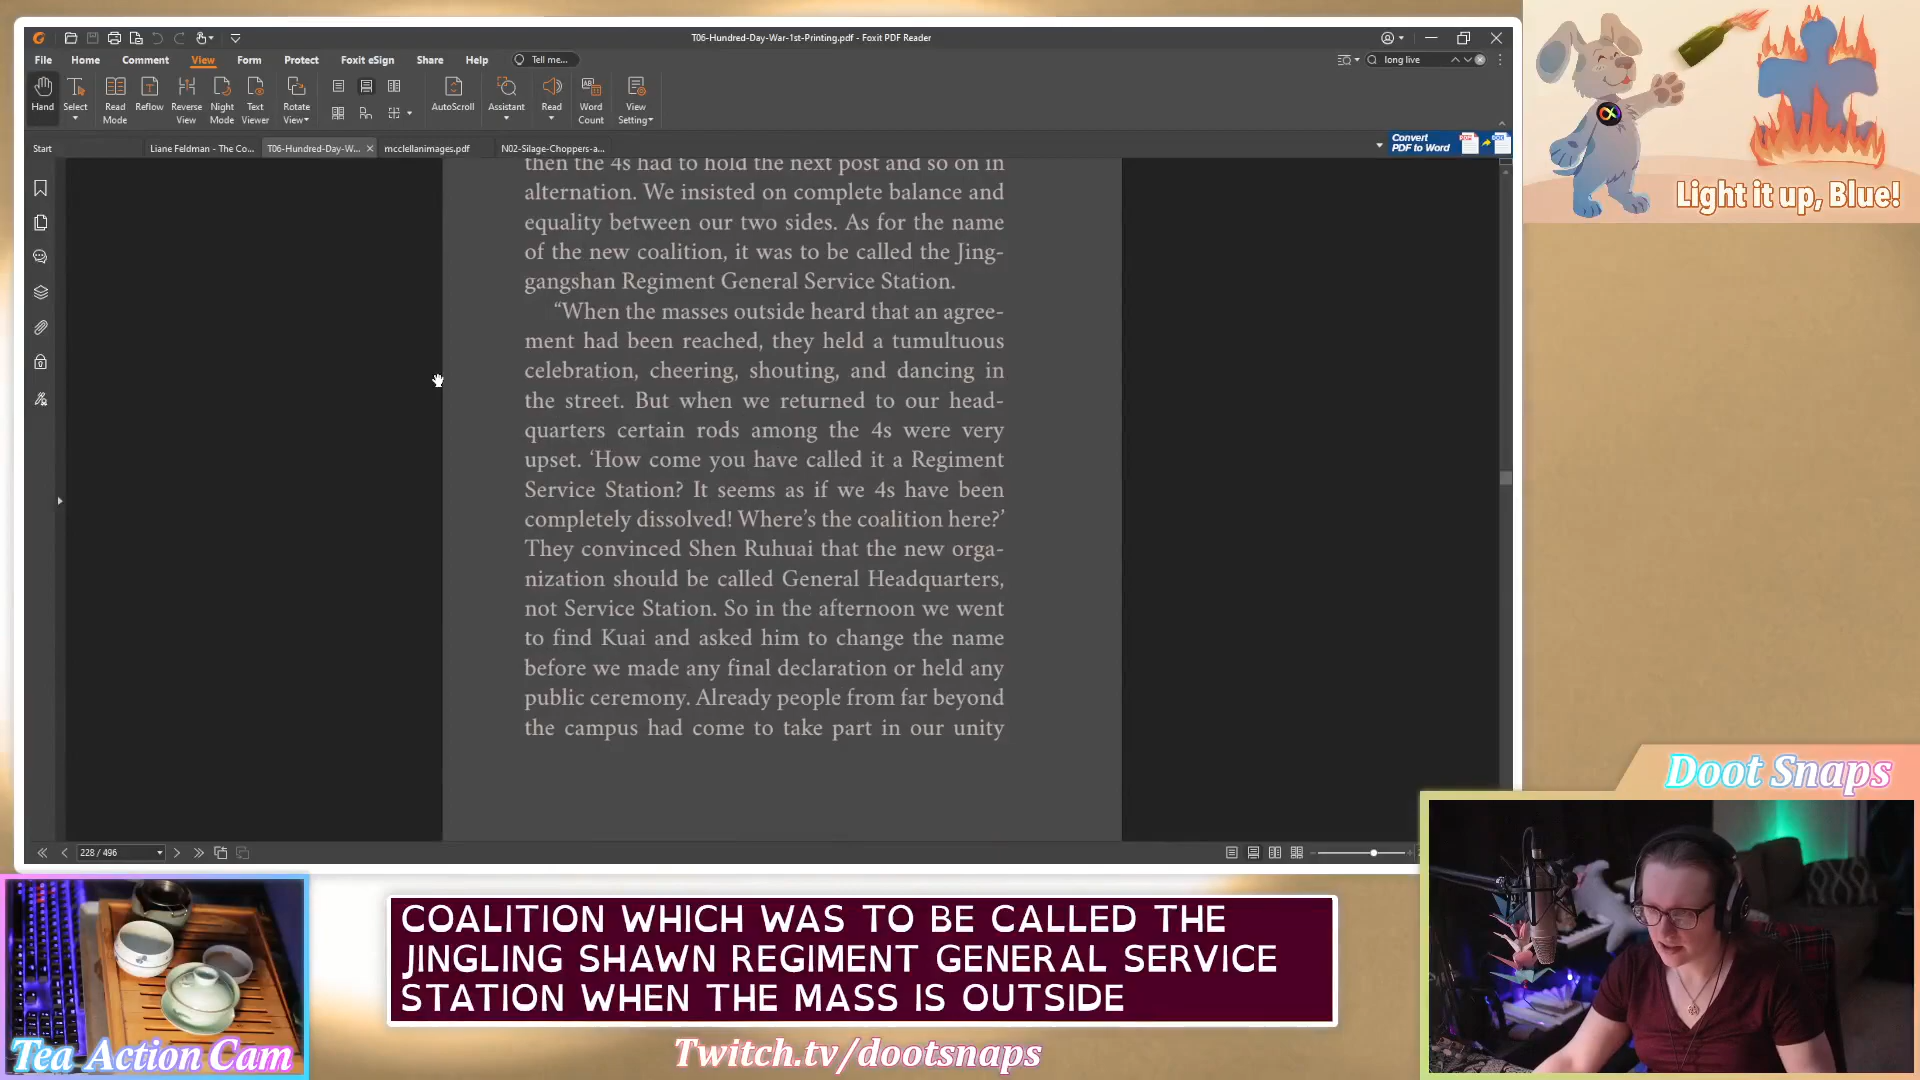 T06-Hundred-Day-War-1st-Printing.pdf - Foxit PDF Reader
File Home Comment View Form Protect Foxit eSign Share Help Tell me... long live
Hand Select Read Mode Reflow Reverse View Night Mode Text Viewer Rotate View AutoScroll Assistant Read Word Count View Setting
Start Liane Feldman - The Co... T06-Hundred-Day-W... mcclellanimages.pdf N02-Silage-Choppers-a...
Convert
PDF to Word
then the 4s had to hold the next post and so on in
alternation. We insisted on complete balance and
equality between our two sides. As for the name
of the new coalition, it was to be called the Jing-
gangshan Regiment General Service Station.
“When the masses outside heard that an agree-
ment had been reached, they held a tumultuous
celebration, cheering, shouting, and dancing in
the street. But when we returned to our head-
quarters certain rods among the 4s were very
upset. ‘How come you have called it a Regiment
Service Station? It seems as if we 4s have been
completely dissolved! Where’s the coalition here?’
They convinced Shen Ruhuai that the new orga-
nization should be called General Headquarters,
not Service Station. So in the afternoon we went
to find Kuai and asked him to change the name
before we made any final declaration or held any
public ceremony. Already people from far beyond
the campus had come to take part in our unity
228 / 496
Light it up, Blue!
Doot Snaps
COALITION WHICH WAS TO BE CALLED THE
JINGLING SHAWN REGIMENT GENERAL SERVICE
STATION WHEN THE MASS IS OUTSIDE
Tea Action Cam
Twitch.tv/dootsnaps